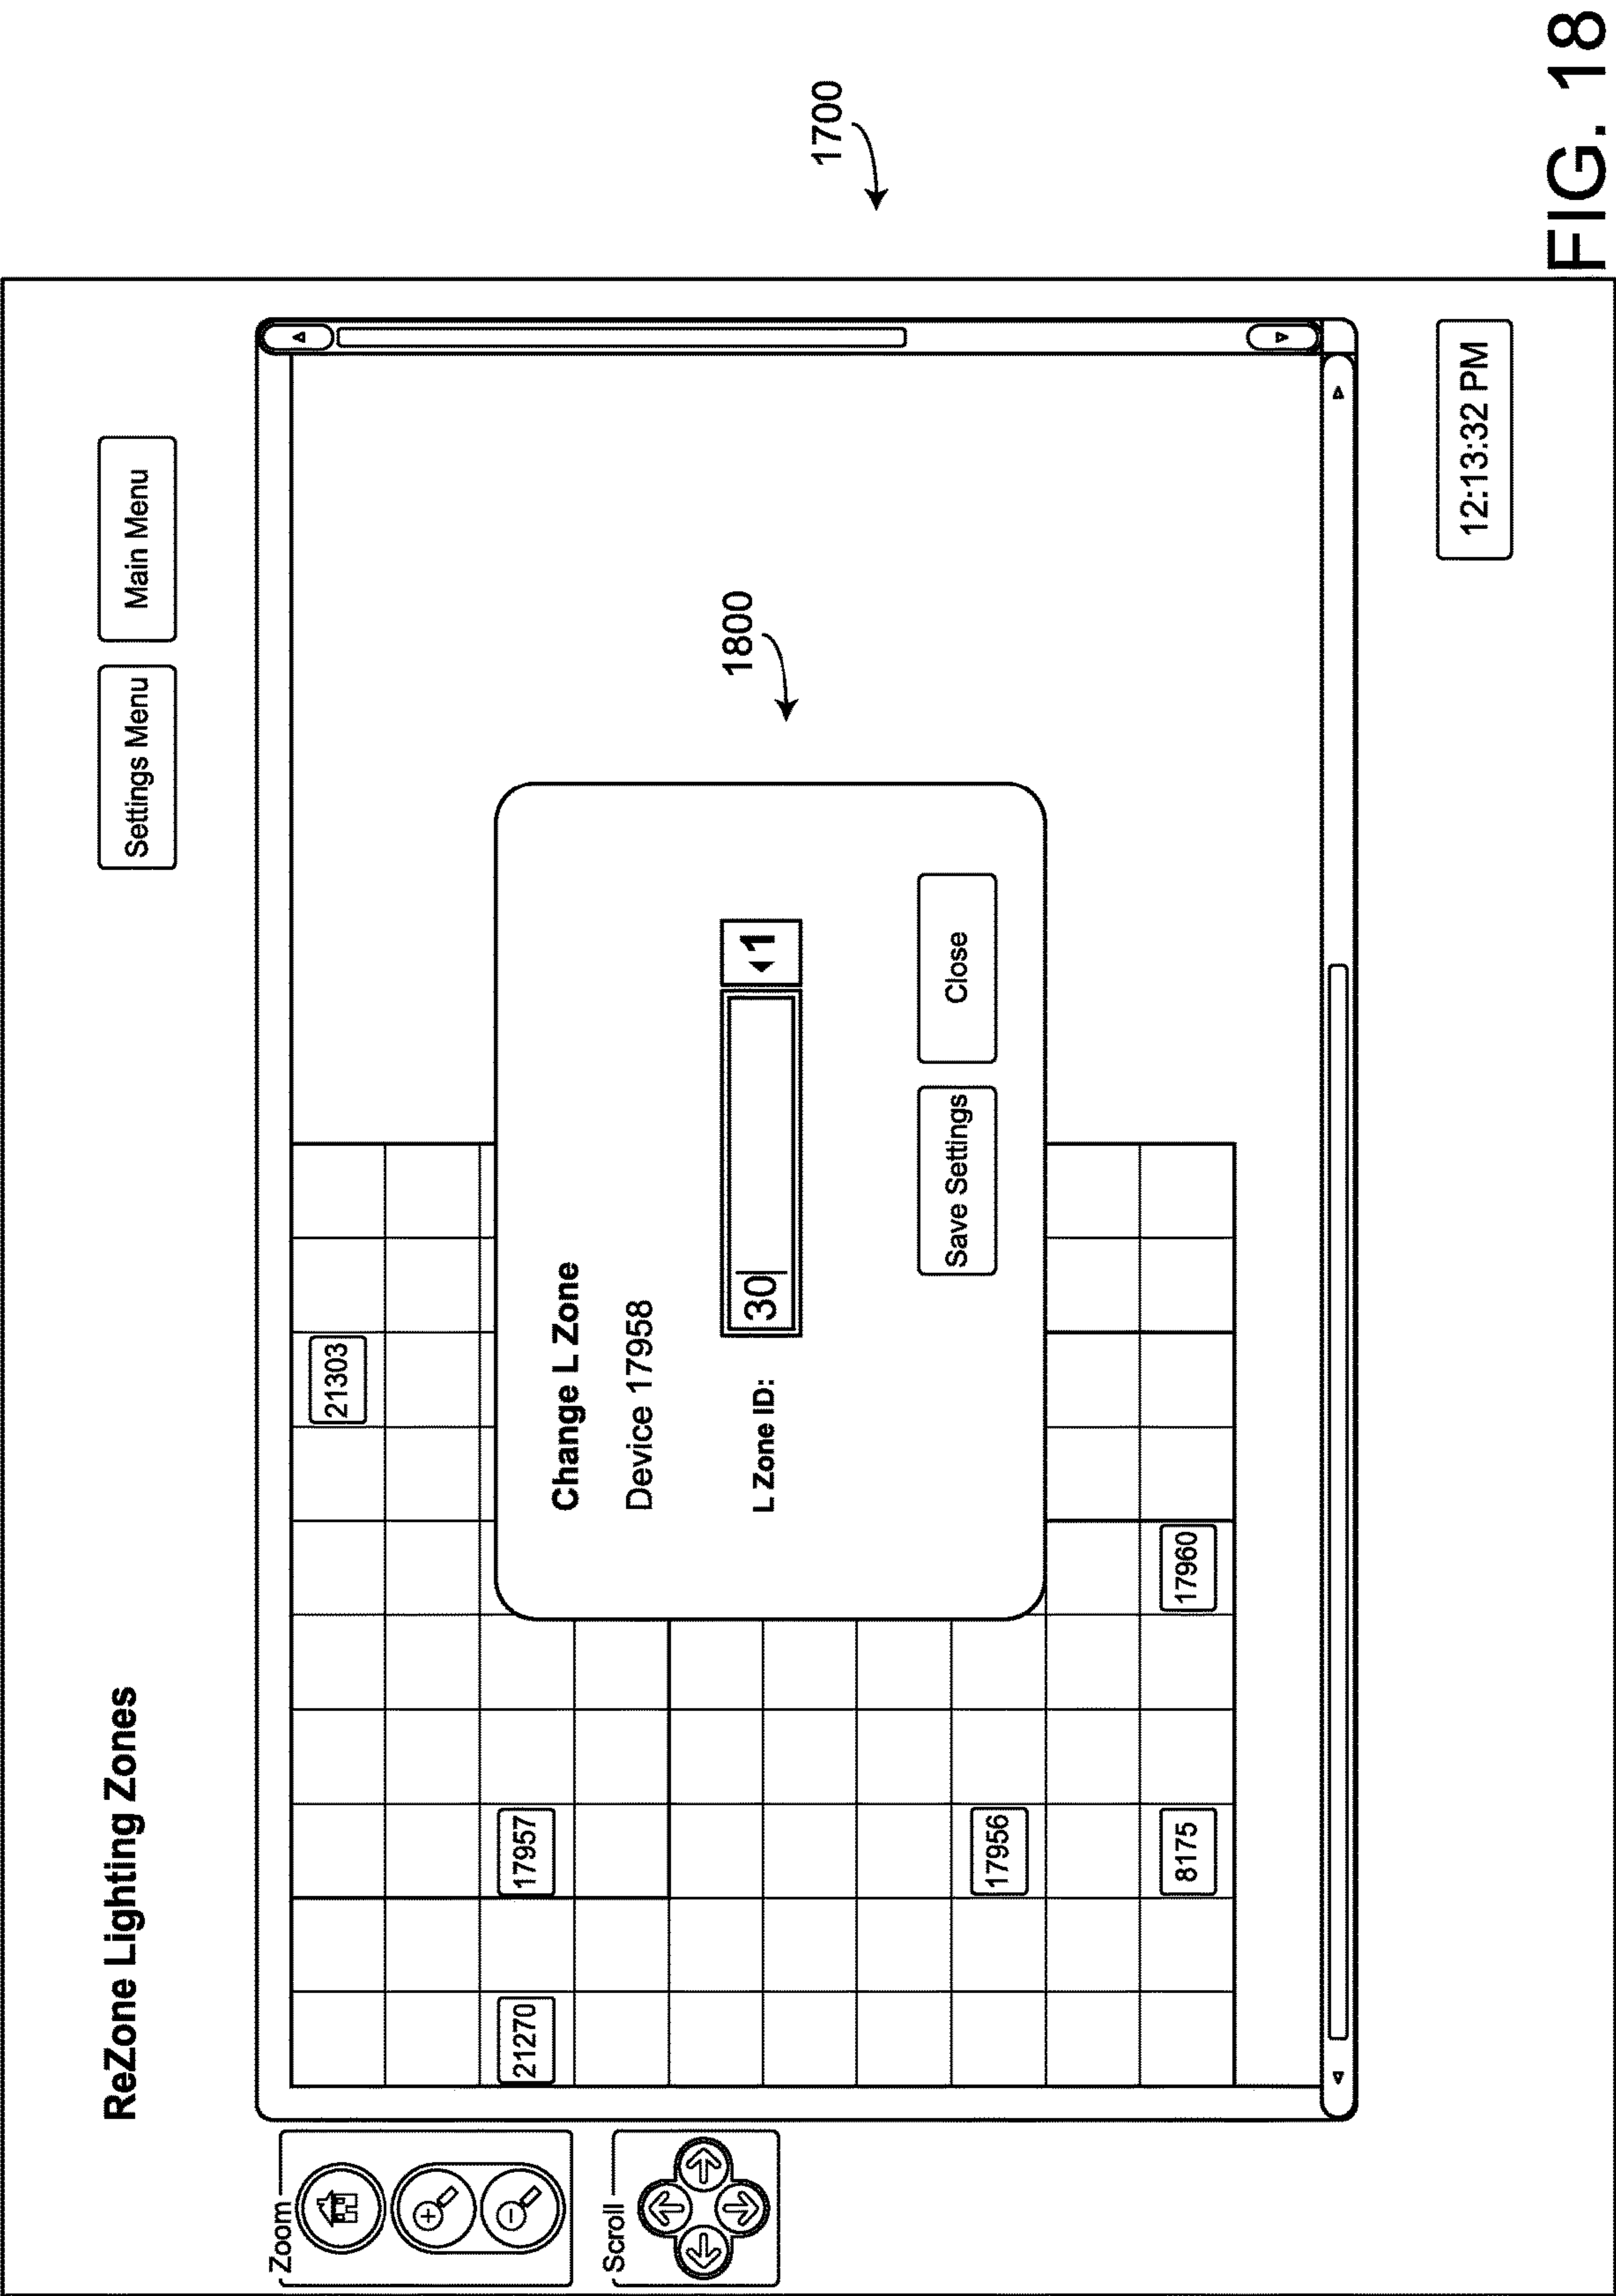 ReZone Lighting Zones
Settings Menu
Main Menu
Zoom
Scroll
21303
21270
17957
17956
8175
17960
Change L Zone
Device 17958
L Zone ID:
30
1
Save Settings
Close
1800
1700
12:13:32 PM
FIG. 18